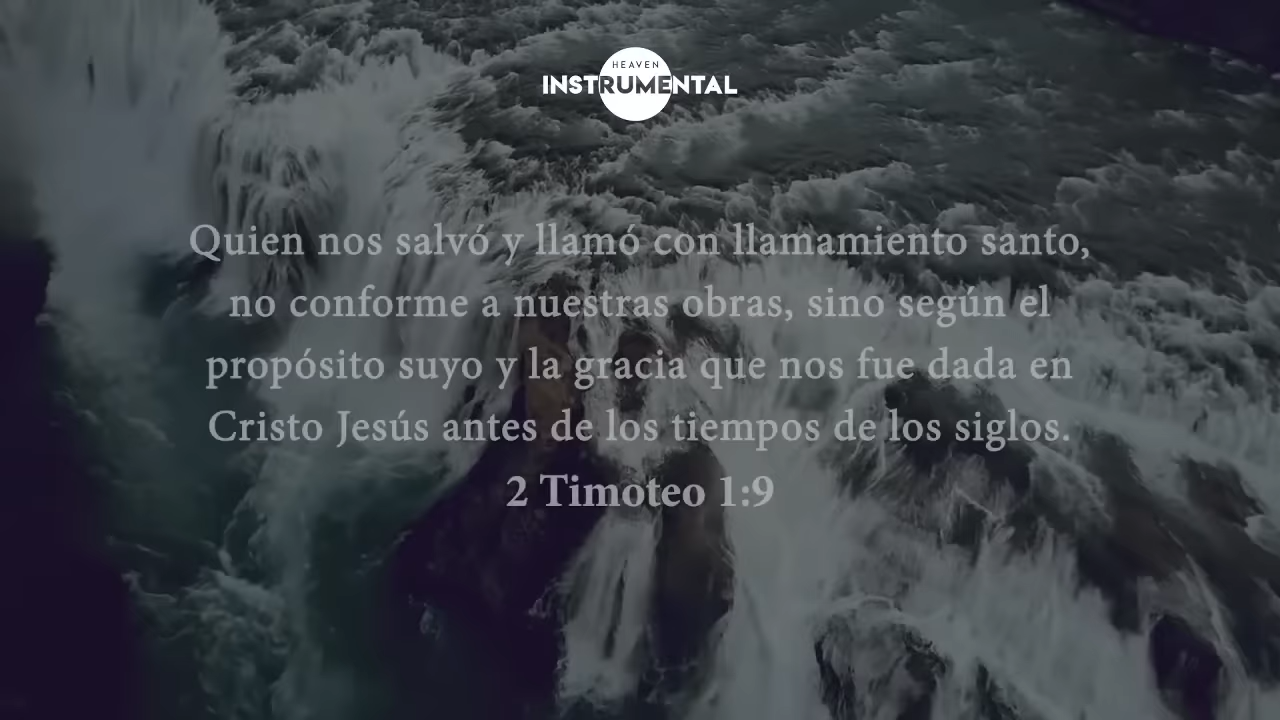 HEAVEN
INSTRUMENTAL
Quien nos salvó y llamó con llamamiento santo,
no conforme a nuestras obras, sino según el
propósito suyo y la gracia que nos fue dada en
Cristo Jesús antes de los tiempos de los siglos.
2 Timoteo 1:9